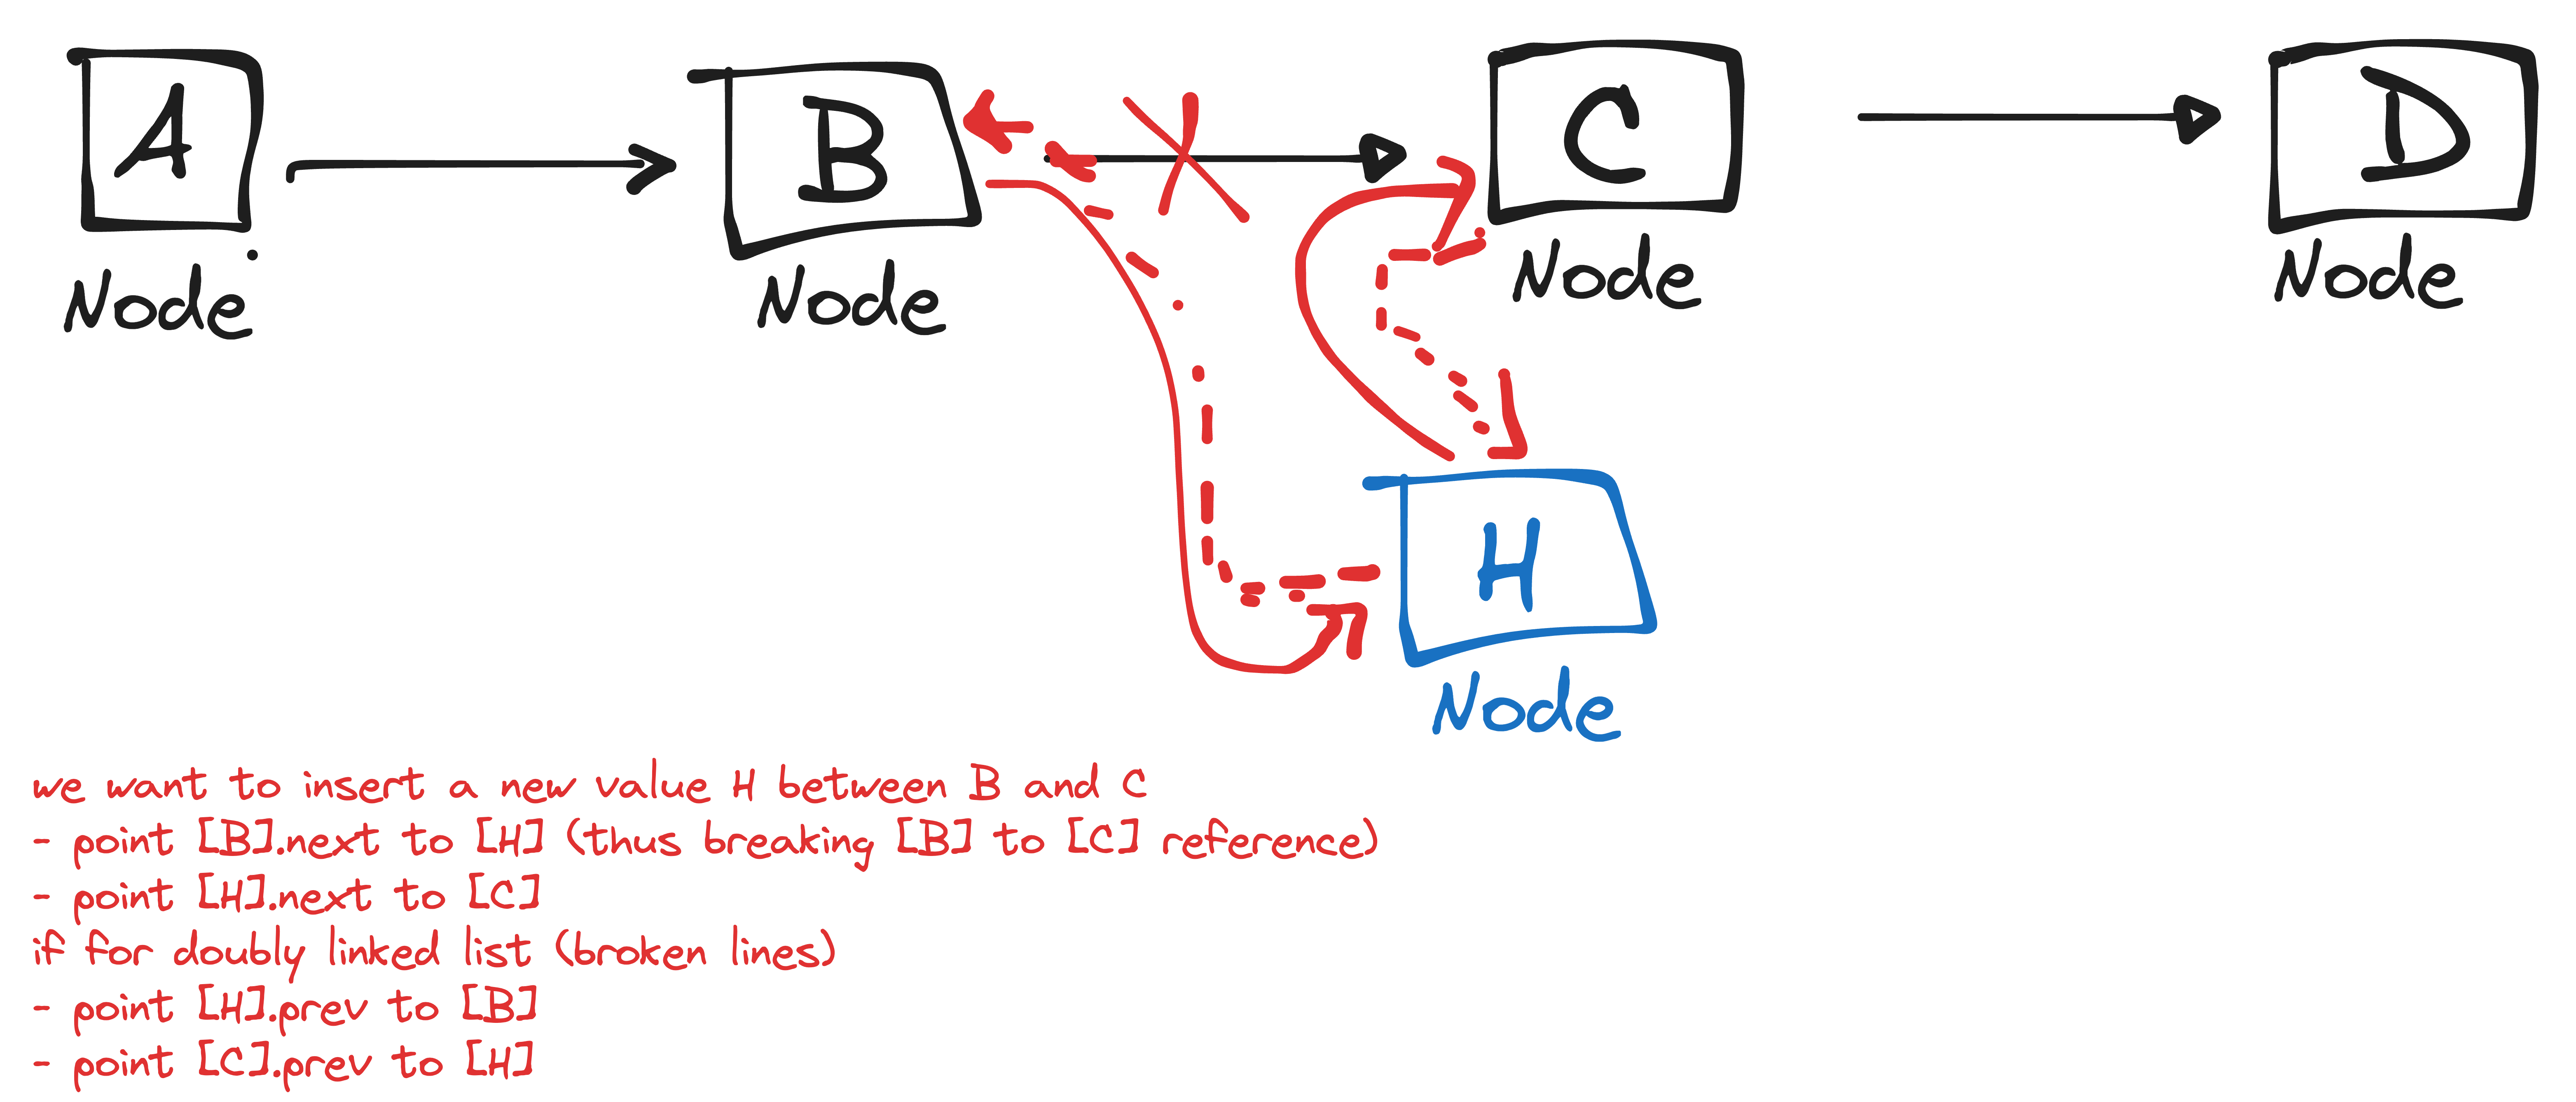 A
B
C
D
Node
Node
Node
Node
H
Node
we want to insert a new value H between B and C
- point [B].next to [H] (thus breaking [B] to [C] reference)
- point [H].next to [C]
if for doubly linked list (broken lines)
- point [H].prev to [B]
- point [C].prev to [H]